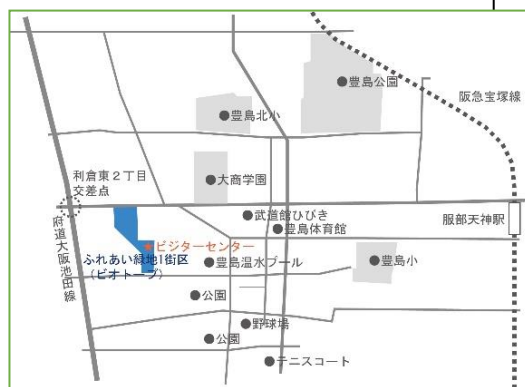 豊島公園
阪急宝塚線
豊島北小
利倉東２丁目
交差点
大商学園
武道館ひびき
豊島体育館
服部天神駅
府道大阪池田線
ビジターセンター
ふれあい緑地1街区
（ビオトープ）
豊島温水プール
豊島小
公園
野球場
公園
テニスコート